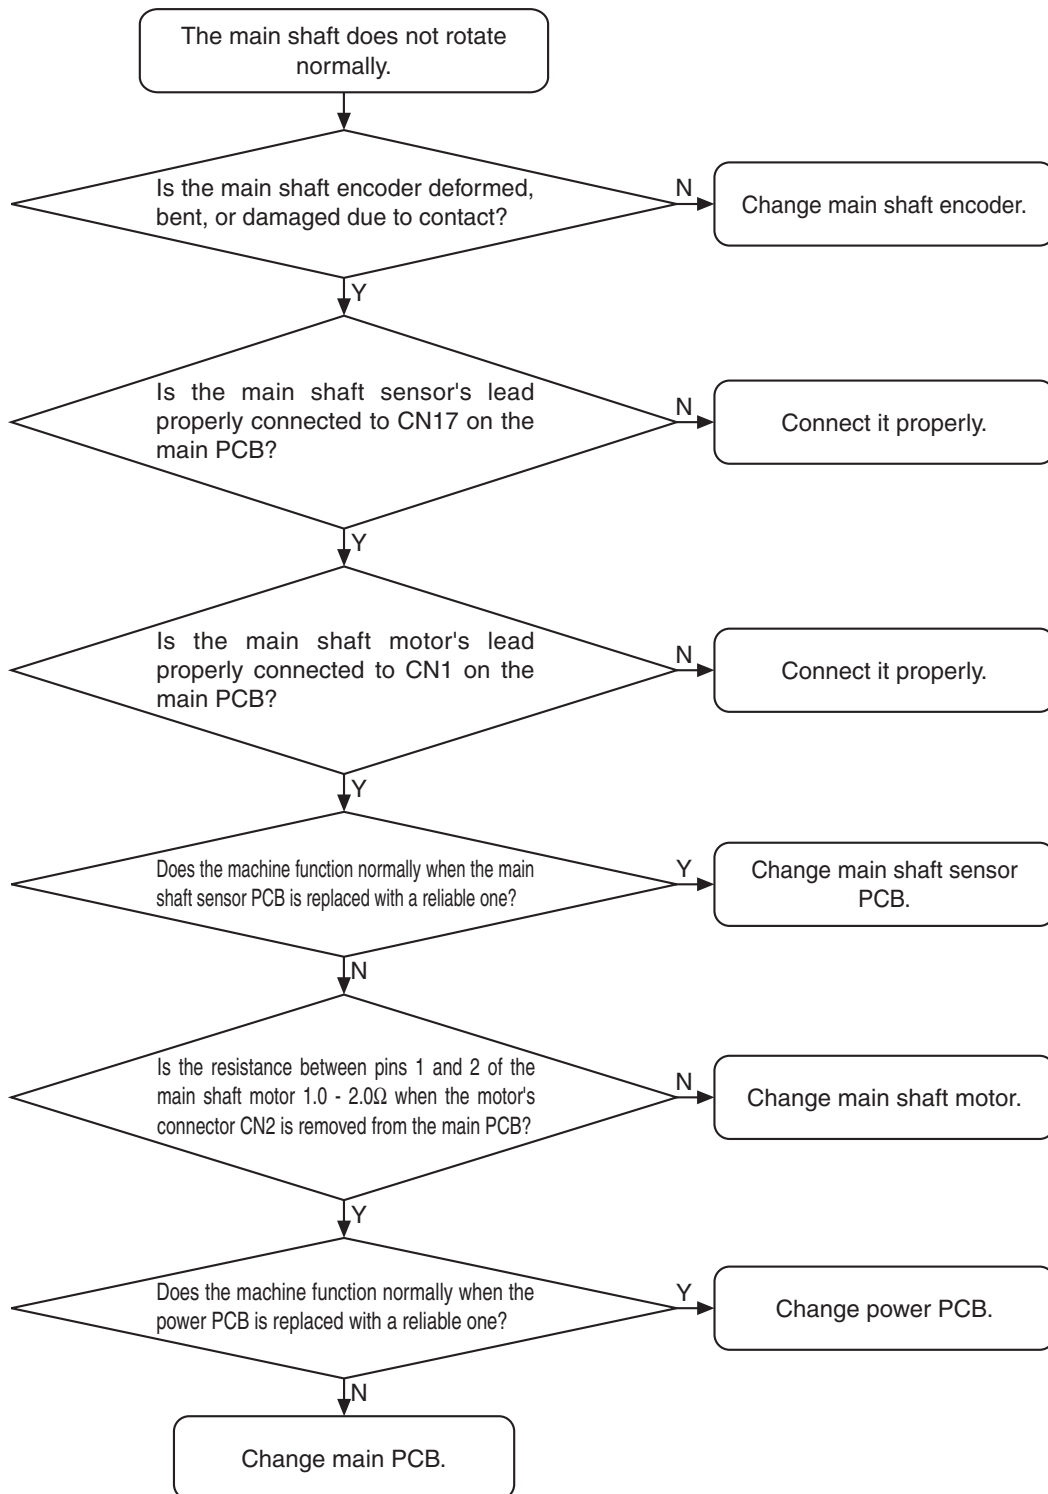 The main shaft does not rotate
normally.
Is the main shaft encoder deformed,
bent, or damaged due to contact?
N
Change main shaft encoder.
Y
Is the main shaft sensor's lead
properly connected to CN17 on the
main PCB?
N
Connect it properly.
Y
Is the main shaft motor's lead
properly connected to CN1 on the
main PCB?
N
Connect it properly.
Y
Does the machine function normally when the main
shaft sensor PCB is replaced with a reliable one?
Y
Change main shaft sensor
PCB.
N
Is the resistance between pins 1 and 2 of the
main shaft motor 1.0 - 2.0Ω when the motor's
connector CN2 is removed from the main PCB?
N
Change main shaft motor.
Y
Does the machine function normally when the
power PCB is replaced with a reliable one?
Y
Change power PCB.
N
Change main PCB.